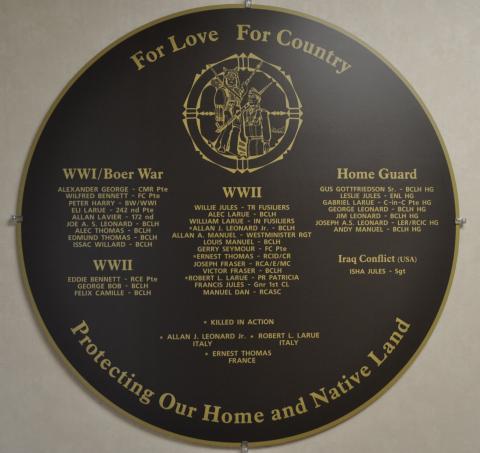 For Love For Country
WWI/Boer War
ALEXANDER GEORGE - CMR Pte
WILFRED BENNETT - FC Pte
PETER HARRY - BW/WWI
ELI LARUE - 242 nd Pte
ALLAN LAVIER - 172 nd
JOE A. S. LEONARD - BCLH
ALEC THOMAS - BCLH
EDMUND THOMAS - BCLH
ISSAC WILLARD - BCLH
WWII
EDDIE BENNETT - RCE Pte
GEORGE BOB - BCLH
FELIX CAMILLE - BCLH
WWII
WILLIE JULES - TR FUSILIERS
ALEC LARUE - BCLH
WILLIAM LARUE - IN FUSILIERS
*ALLAN J. LEONARD Jr. - BCLH
ALLAN A. MANUEL - WESTMINISTER RGT
LOUIS MANUEL - BCLH
GERRY SEYMOUR - FC Pte
*ERNEST THOMAS - RCID/CR
JOSEPH FRASER - RCA/E/MC
VICTOR FRASER - BCLH
*ROBERT L. LARUE - PR PATRICIA
FRANCIS JULES - Gnr 1st CL
MANUEL DAN - RCASC
Home Guard
GUS GOTTFRIEDSON Sr. - BCLH HG
LESLIE JULES - ENL HG
GABRIEL LARUE - C-in-C Pte HG
GEORGE LEONARD - BCLH HG
JIM LEONARD - BCLH HG
JOSEPH A.S. LEONARD - LER/RCIC HG
ANDY MANUEL - BCLH HG
Iraq Conflict (USA)
ISHA JULES - Sgt
* KILLED IN ACTION
* ALLAN J. LEONARD Jr. * ROBERT L. LARUE
ITALY ITALY
* ERNEST THOMAS
FRANCE
Protecting Our Home and Native Land